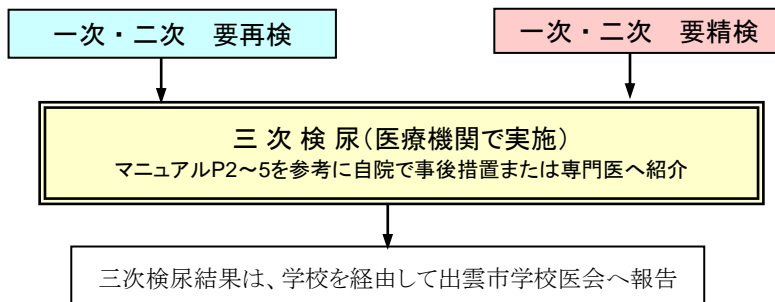 一次・二次　要再検
一次・二次　要精検
三 次 検 尿（医療機関で実施）
マニュアルP2～5を参考に自院で事後措置または専門医へ紹介
三次検尿結果は、学校を経由して出雲市学校医会へ報告